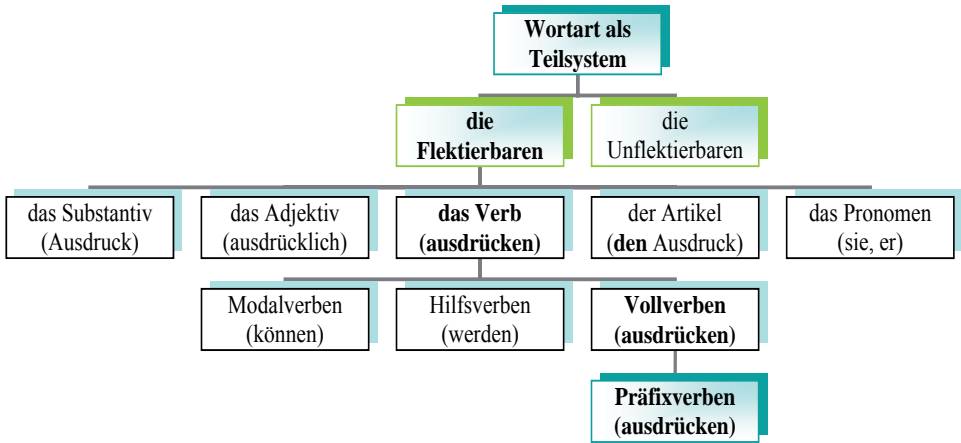 Wortart als
Teilsystem
die
Flektierbaren
die
Unflektierbaren
das Substantiv
(Ausdruck)
das Adjektiv
(ausdrücklich)
das Verb
(ausdrücken)
der Artikel
(den Ausdruck)
das Pronomen
(sie, er)
Modalverben
(können)
Hilfsverben
(werden)
Vollverben
(ausdrücken)
Präfixverben
(ausdrücken)